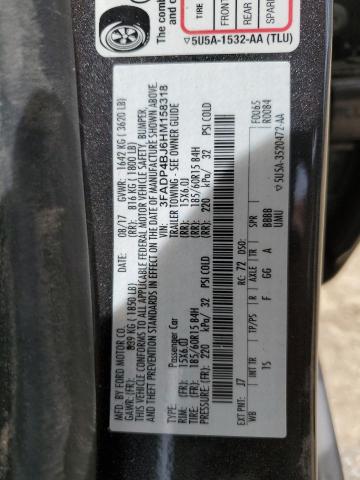 The combi
TIRE
FRONT
REAR
SPARE
5U5A-1532-AA (TLU)
MFD. BY FORD MOTOR CO.
DATE: 08/17 GVWR: 1642 KG (3620 LB)
GAWR: (FR): 839 KG (1850 LB) (RR): 816 KG (1800 LB)
THIS VEHICLE CONFORMS TO ALL APPLICABLE FEDERAL MOTOR VEHICLE SAFETY, BUMPER,
AND THEFT PREVENTION STANDARDS IN EFFECT ON THE DATE OF MANUFACTURE SHOWN ABOVE.
VIN: 3FADP4BJ6HM158318
TYPE: Passenger Car TRAILER TOWING - SEE OWNER GUIDE
RIM: (FR): 15X6.0J (RR): 15X6.0J
TIRES: (FR): 185/60R15 84H (RR): 185/60R15 84H
PRESSURE: (FR): 220 kPa/ 32 PSI COLD (RR): 220 kPa/ 32 PSI COLD
F0U65
R0084
EXT PNT: J7 RC: 72 DSO:
WB INT TR TP/PS R AXLE TR SPR
15 F GG A BBBB
UMU
5U5A-3520472-AA